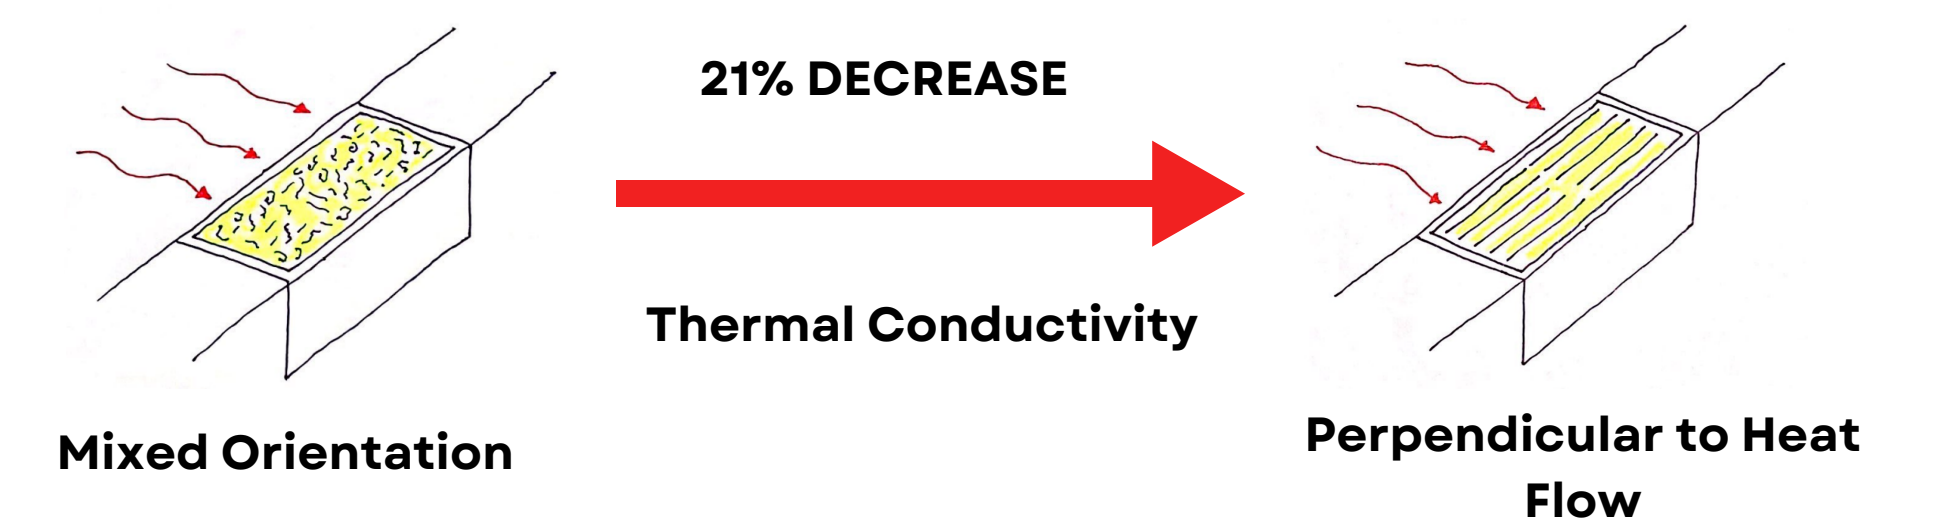 21% DECREASE
Thermal Conductivity
Mixed Orientation
Perpendicular to Heat
Flow